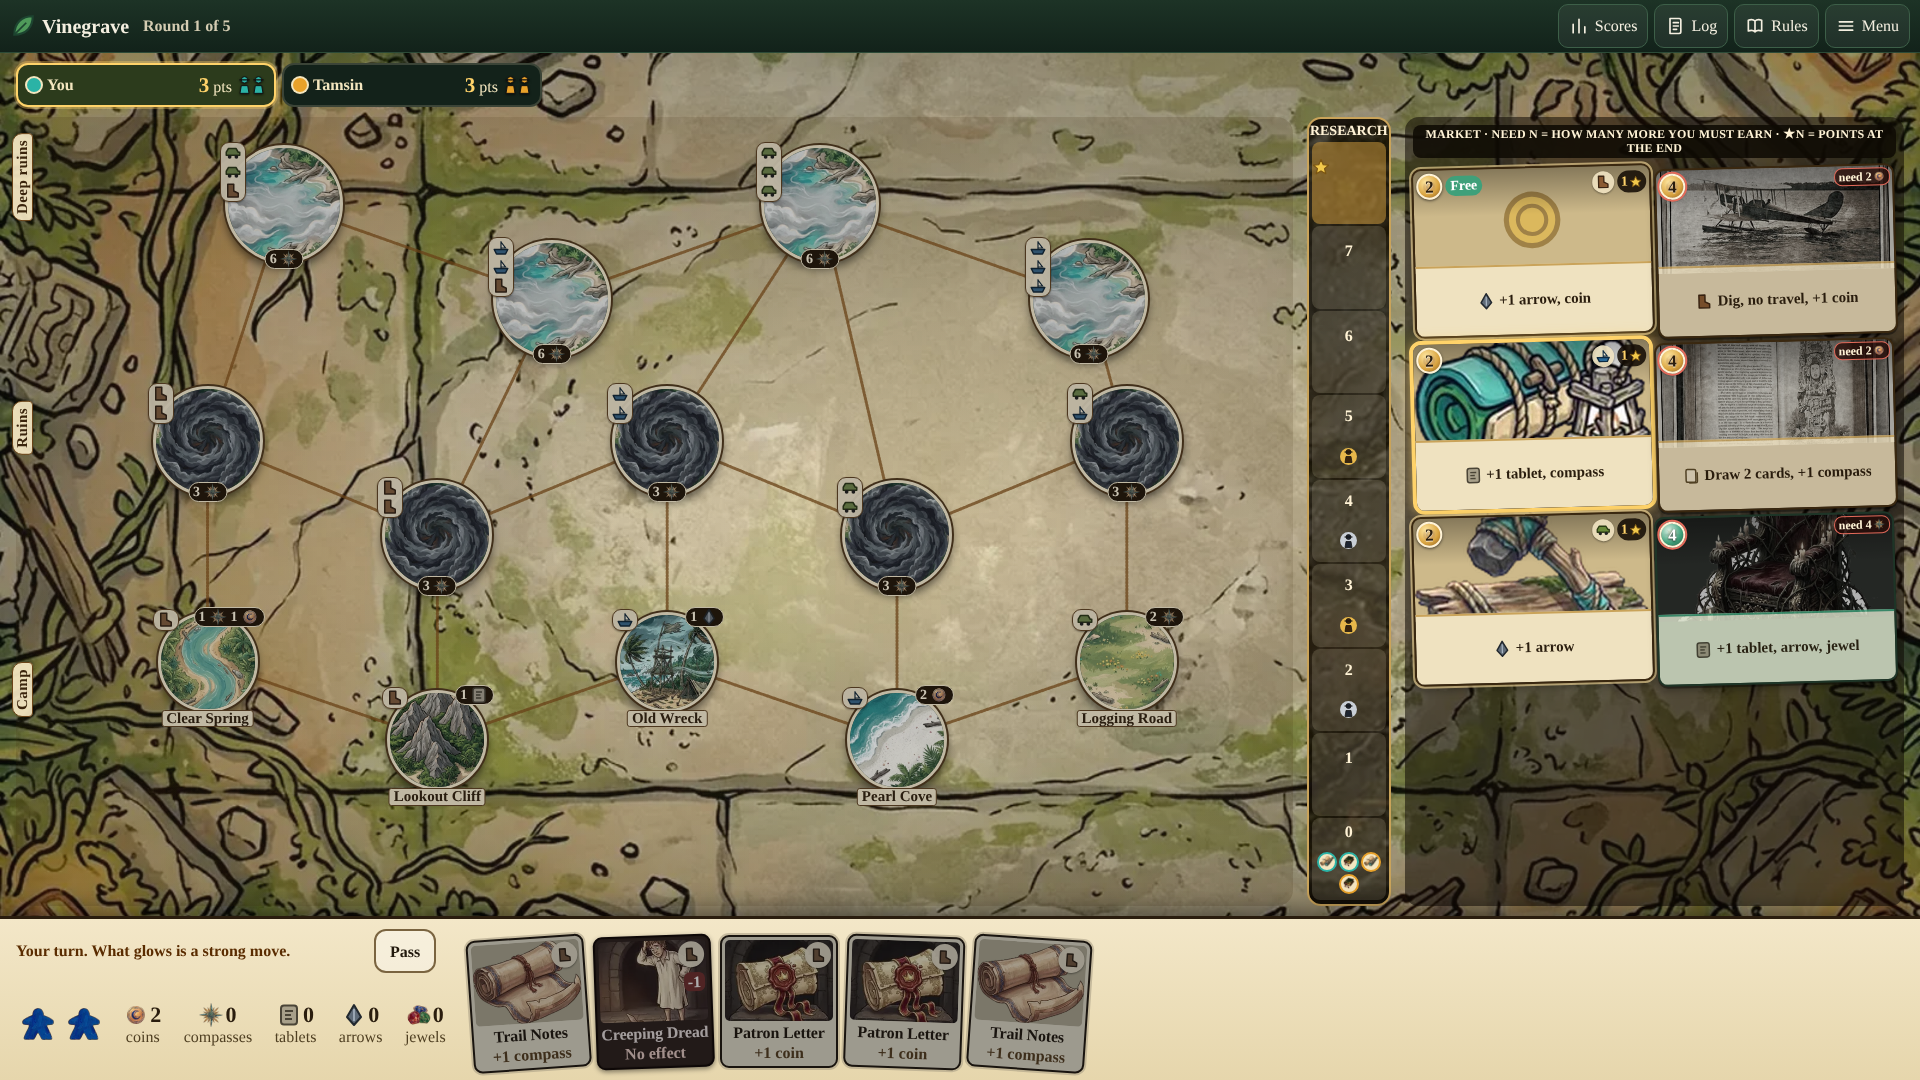 Vinegrave
Round 1 of 5
Scores
Log
Rules
Menu
You
3 pts
Tamsin
3 pts
Deep ruins
Ruins
Camp
6
6
6
6
3
3
3
3
3
1 1
Clear Spring
1
Lookout Cliff
1
Old Wreck
2
Pearl Cove
2
Logging Road
RESEARCH
7
6
5
4
3
2
1
0
MARKET · NEED N = HOW MANY MORE YOU MUST EARN · ★N = POINTS AT
THE END
2 Free 1★
+1 arrow, coin
4 need 2
Dig, no travel, +1 coin
2 1★
+1 tablet, compass
4 need 2
Draw 2 cards, +1 compass
2 1★
+1 arrow
4 need 4
+1 tablet, arrow, jewel
Your turn. What glows is a strong move.
Pass
2
coins
0
compasses
0
tablets
0
arrows
0
jewels
Trail Notes
+1 compass
-1
Creeping Dread
No effect
Patron Letter
+1 coin
Patron Letter
+1 coin
Trail Notes
+1 compass